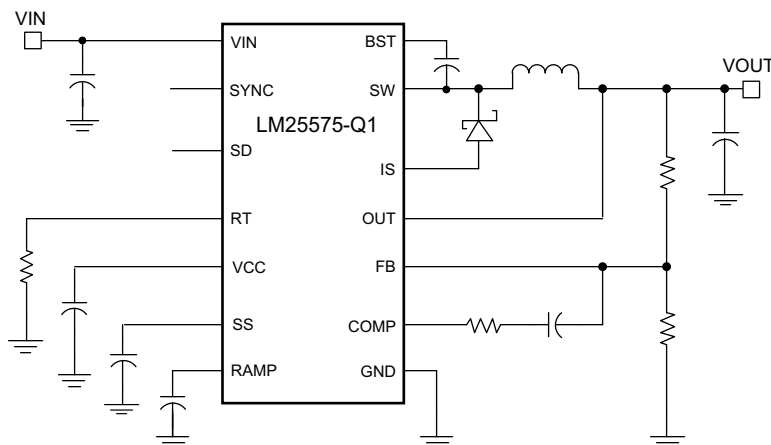 VIN
VIN
BST
VOUT
SYNC
SW
LM25575-Q1
SD
IS
RT
OUT
VCC
FB
SS
COMP
RAMP
GND